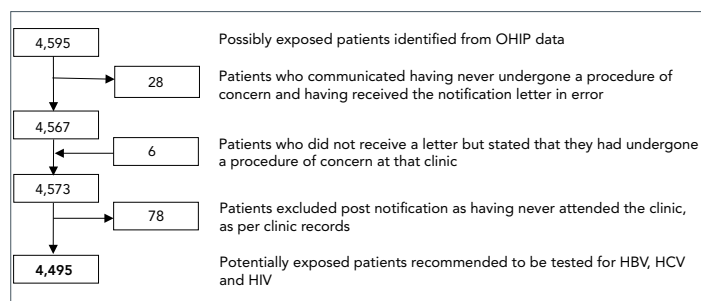 4,595
Possibly exposed patients identified from OHIP data
28
Patients who communicated having never undergone a procedure of
concern and having received the notification letter in error
4,567
6
Patients who did not receive a letter but stated that they had undergone
a procedure of concern at that clinic
4,573
78
Patients excluded post notification as having never attended the clinic,
as per clinic records
4,495
Potentially exposed patients recommended to be tested for HBV, HCV
and HIV